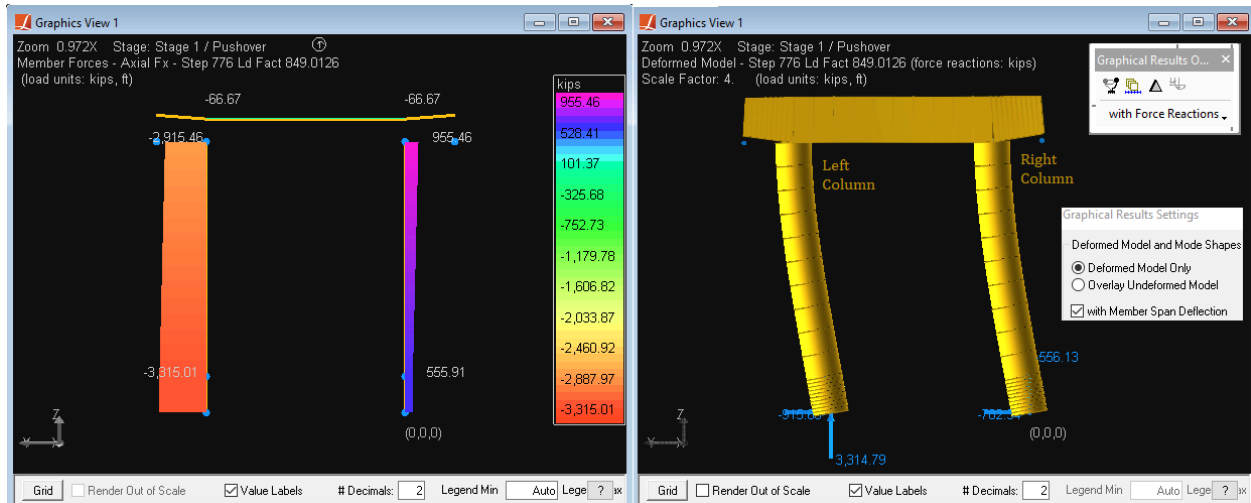 Graphics View 1
Zoom 0.972X Stage: Stage 1 / Pushover
Member Forces - Axial Fx - Step 776 Ld Fact 849.0126
(load units: kips, ft)
-66.67 -66.67
-2,915.46 955.46
-3,315.01 555.91
Z
(0,0,0)
kips
955.46
528.41
101.37
-325.68
-752.73
-1,179.78
-1,606.82
-2,033.87
-2,460.92
-2,887.97
-3,315.01
Grid Render Out of Scale Value Labels # Decimals: 2 Legend Min Auto Lege ? ax
Graphics View 1
Zoom 0.972X Stage: Stage 1 / Pushover
Deformed Model - Step 776 Ld Fact 849.0126 (force reactions: kips)
Scale Factor: 4. (load units: kips, ft)
Graphical Results O... ×
with Force Reactions
Left
Column
Right
Column
Graphical Results Settings
Deformed Model and Mode Shapes
Deformed Model Only
Overlay Undeformed Model
with Member Span Deflection
556.13
Z
(0,0,0)
3,314.79
Grid Render Out of Scale Value Labels # Decimals: 2 Legend Min Auto Lege ? ax